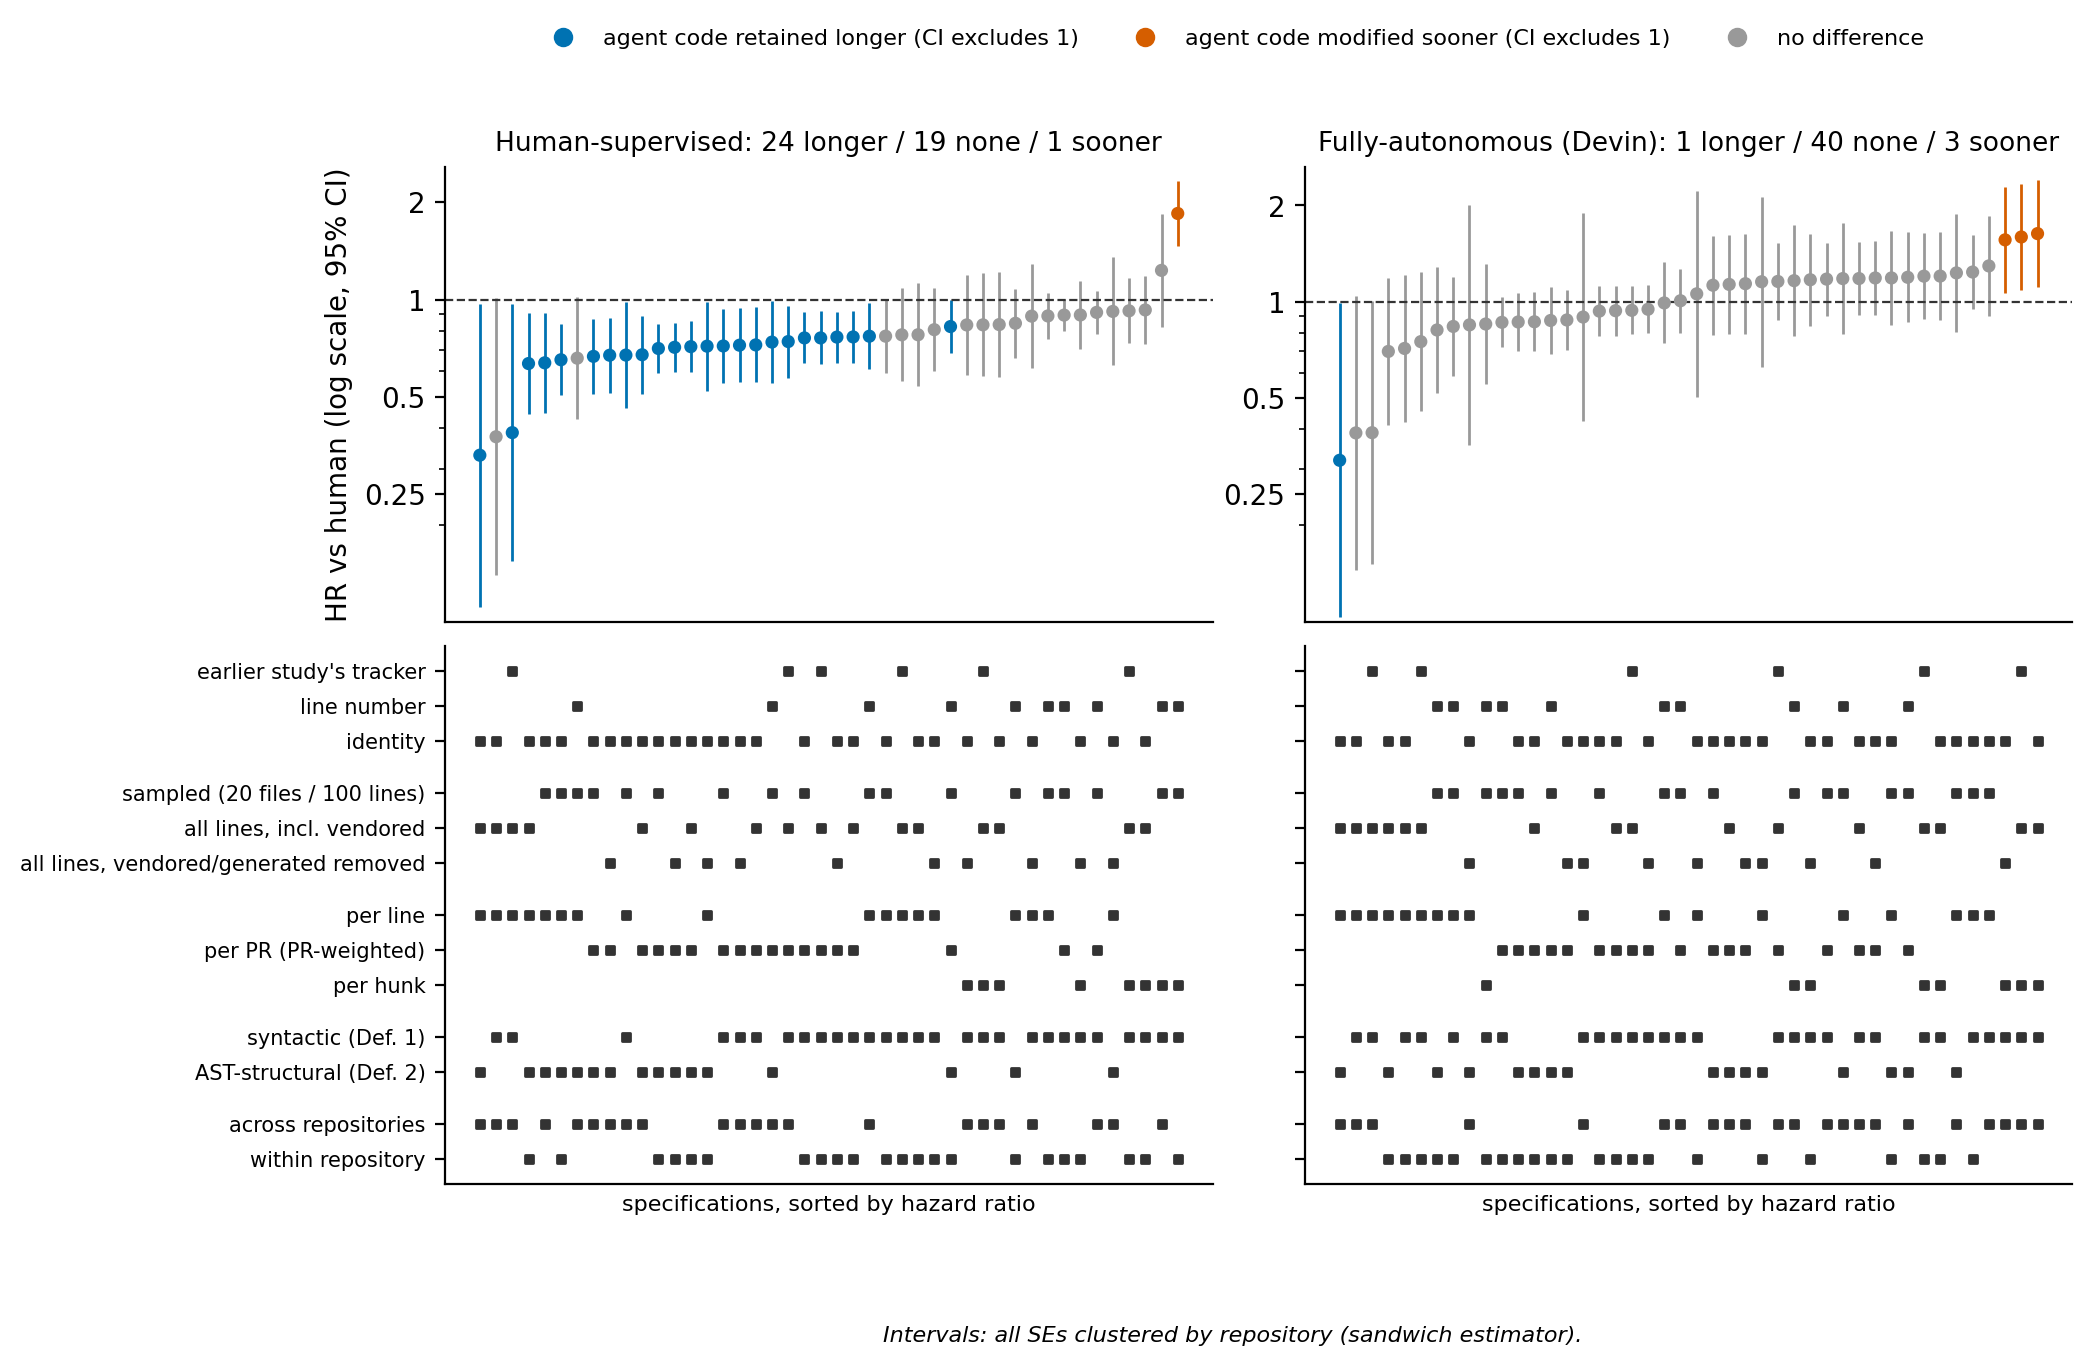 agent code retained longer (CI excludes 1)
agent code modified sooner (CI excludes 1)
no difference
Human-supervised: 24 longer / 19 none / 1 sooner
Fully-autonomous (Devin): 1 longer / 40 none / 3 sooner
HR vs human (log scale, 95% CI)
2
1
0.5
0.25
2
1
0.5
0.25
earlier study's tracker
line number
identity
sampled (20 files / 100 lines)
all lines, incl. vendored
all lines, vendored/generated removed
per line
per PR (PR-weighted)
per hunk
syntactic (Def. 1)
AST-structural (Def. 2)
across repositories
within repository
specifications, sorted by hazard ratio
specifications, sorted by hazard ratio
Intervals: all SEs clustered by repository (sandwich estimator).